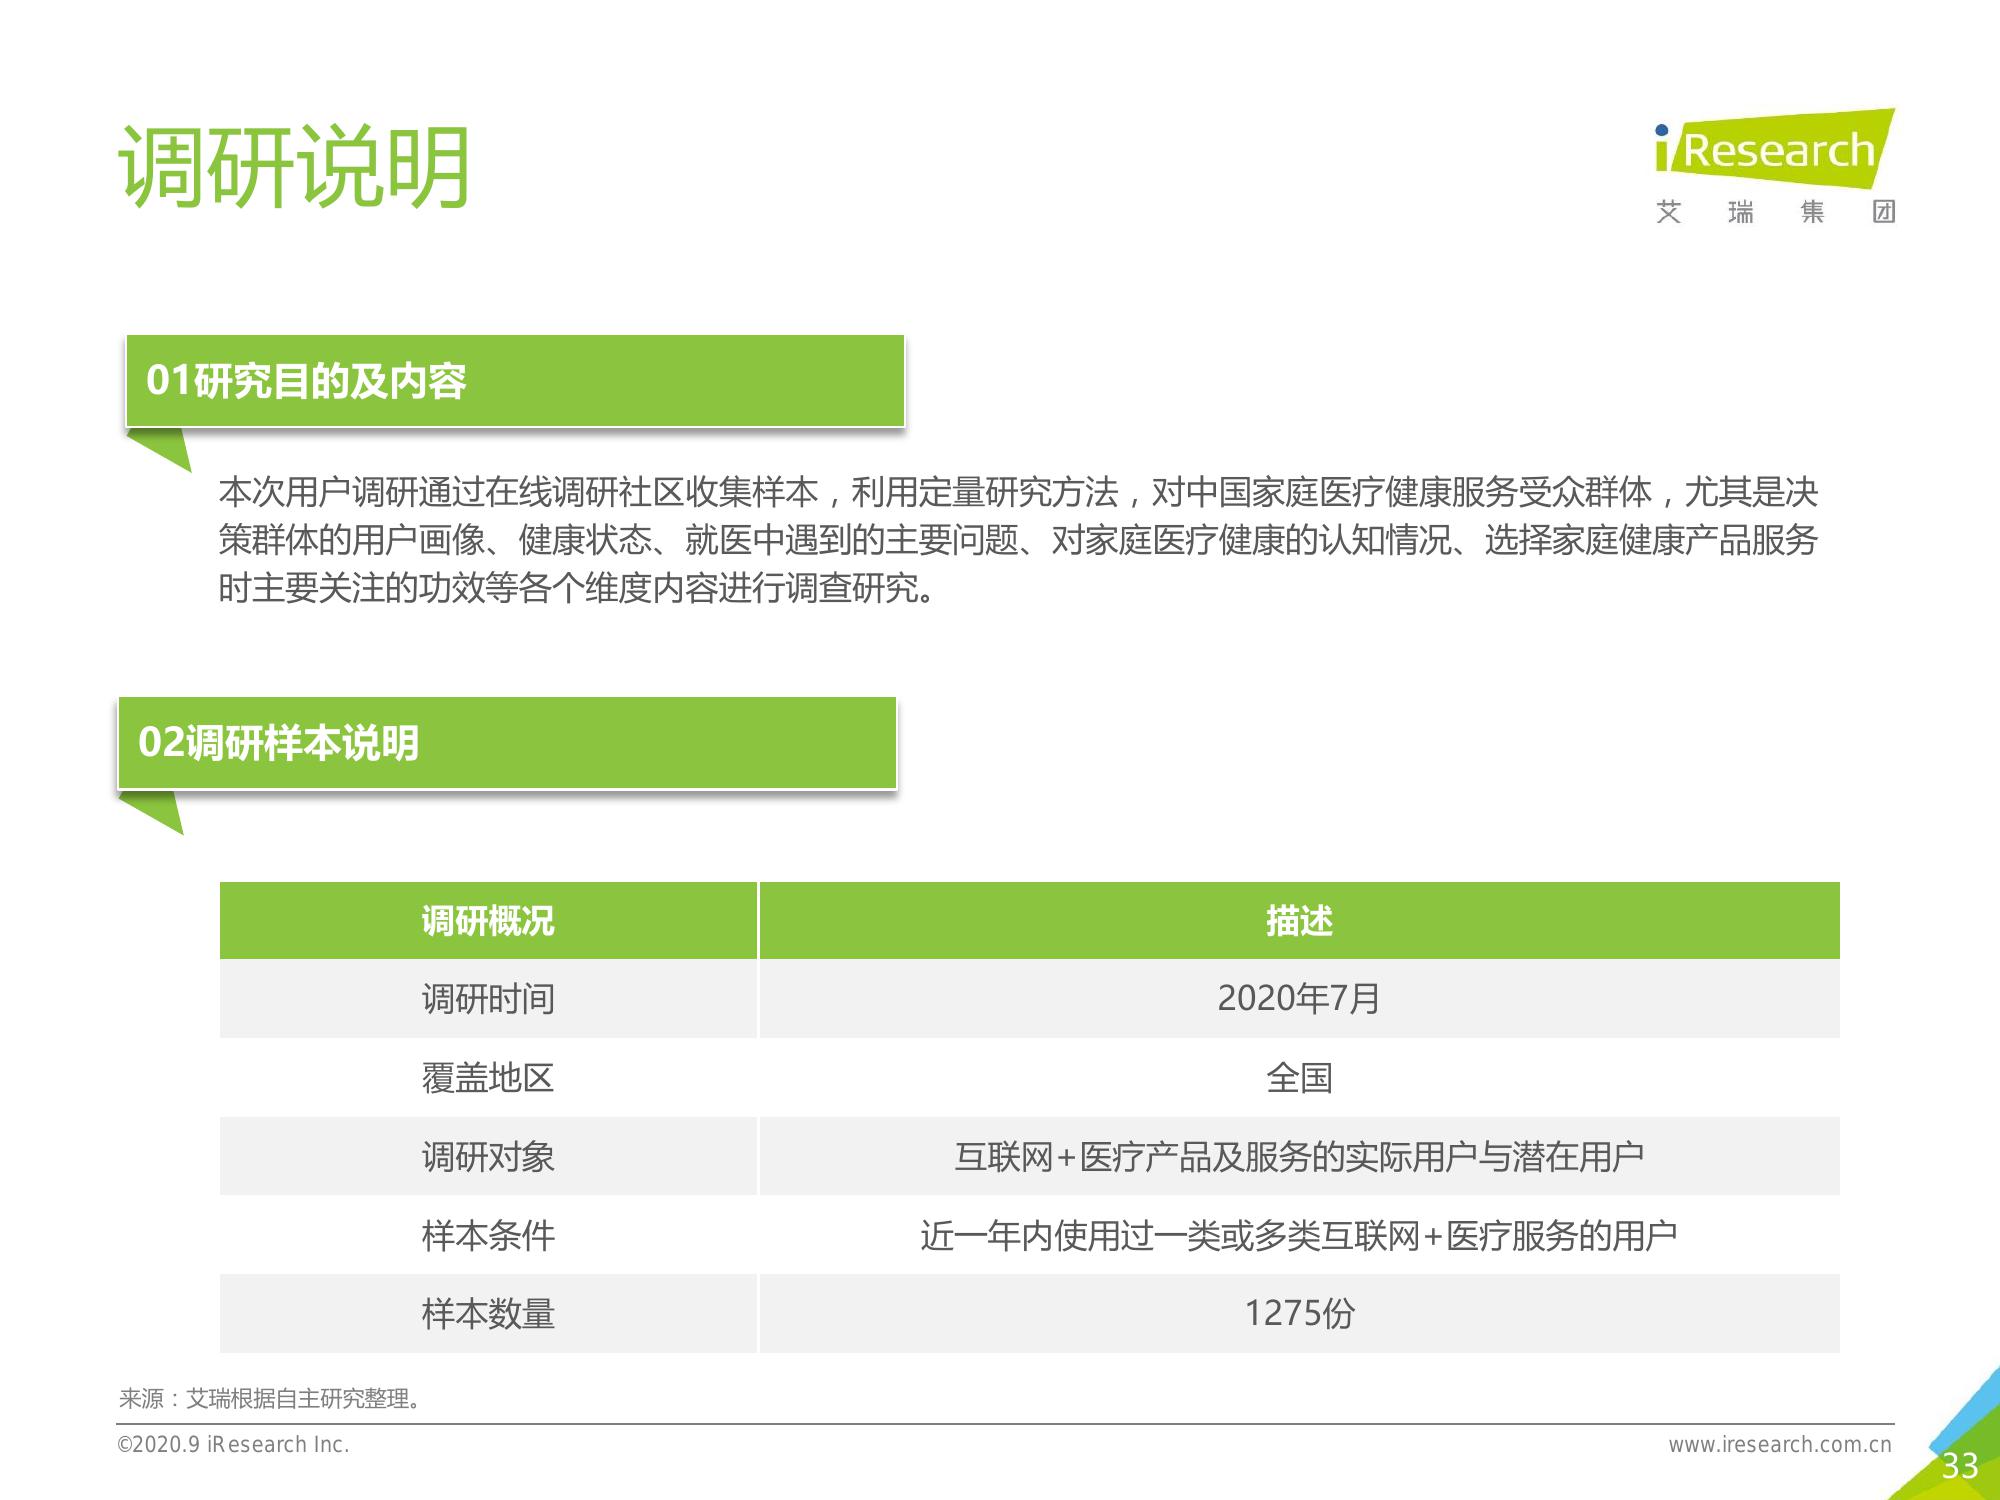 调研说明
iResearch
艾瑞集团
01研究目的及内容
本次用户调研通过在线调研社区收集样本，利用定量研究方法，对中国家庭医疗健康服务受众群体，尤其是决
策群体的用户画像、健康状态、就医中遇到的主要问题、对家庭医疗健康的认知情况、选择家庭健康产品服务
时主要关注的功效等各个维度内容进行调查研究。
02调研样本说明
调研概况 描述
调研时间 2020年7月
覆盖地区 全国
调研对象 互联网+医疗产品及服务的实际用户与潜在用户
样本条件 近一年内使用过一类或多类互联网+医疗服务的用户
样本数量 1275份
来源：艾瑞根据自主研究整理。
©2020.9 iResearch Inc. www.iresearch.com.cn
33